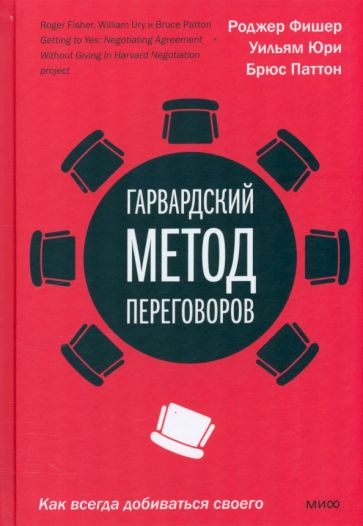 Roger Fisher, William Ury и Bruce Patton
Getting to Yes: Negotiating Agreement
Without Giving In Harvard Negotiation
project
Роджер Фишер
Уильям Юри
Брюс Паттон
ГАРВАРДСКИЙ
МЕТОД
ПЕРЕГОВОРОВ
Как всегда добиваться своего
МИФ